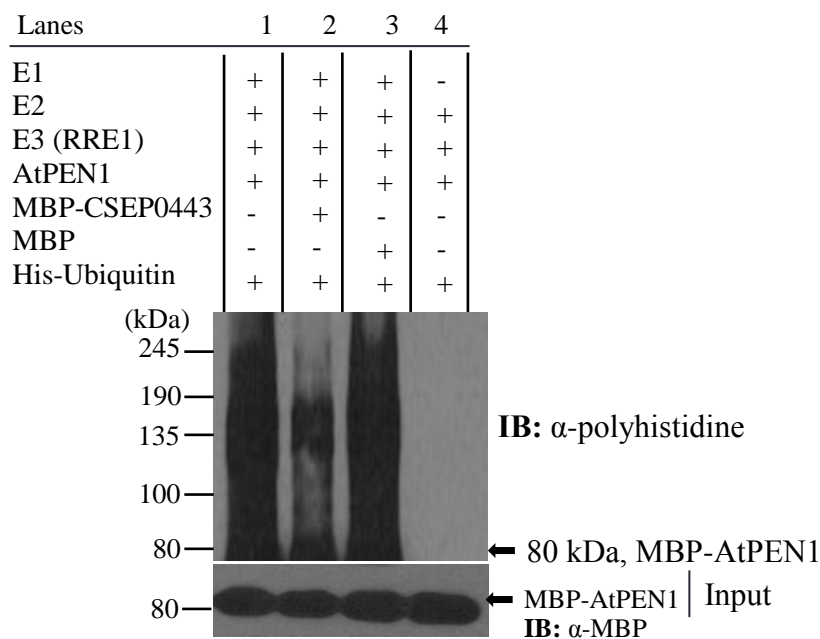 Lanes 1 2 3 4
E1 + + + -
E2 + + + +
E3 (RRE1) + + + +
AtPEN1 + + + +
MBP-CSEP0443 - + - -
MBP - - + -
His-Ubiquitin + + + +
(kDa)
245
190
135
100
80
IB: α-polyhistidine
80 kDa, MBP-AtPEN1
80
MBP-AtPEN1 Input
IB: α-MBP